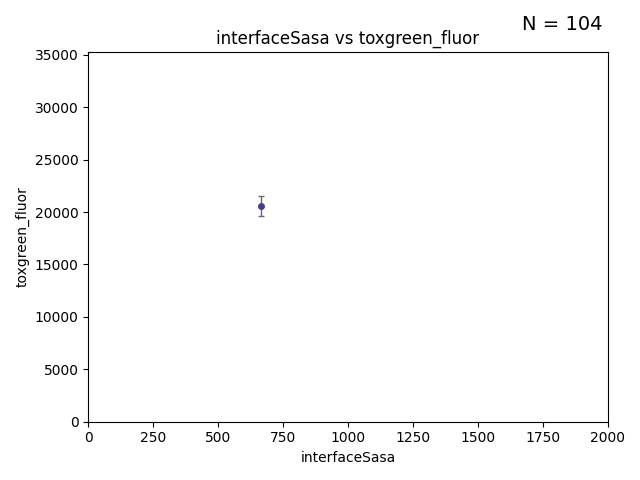 N = 104
interfaceSasa vs toxgreen_fluor
35000
30000
25000
20000
15000
10000
5000
0
toxgreen_fluor
0 250 500 750 1000 1250 1500 1750 2000
interfaceSasa